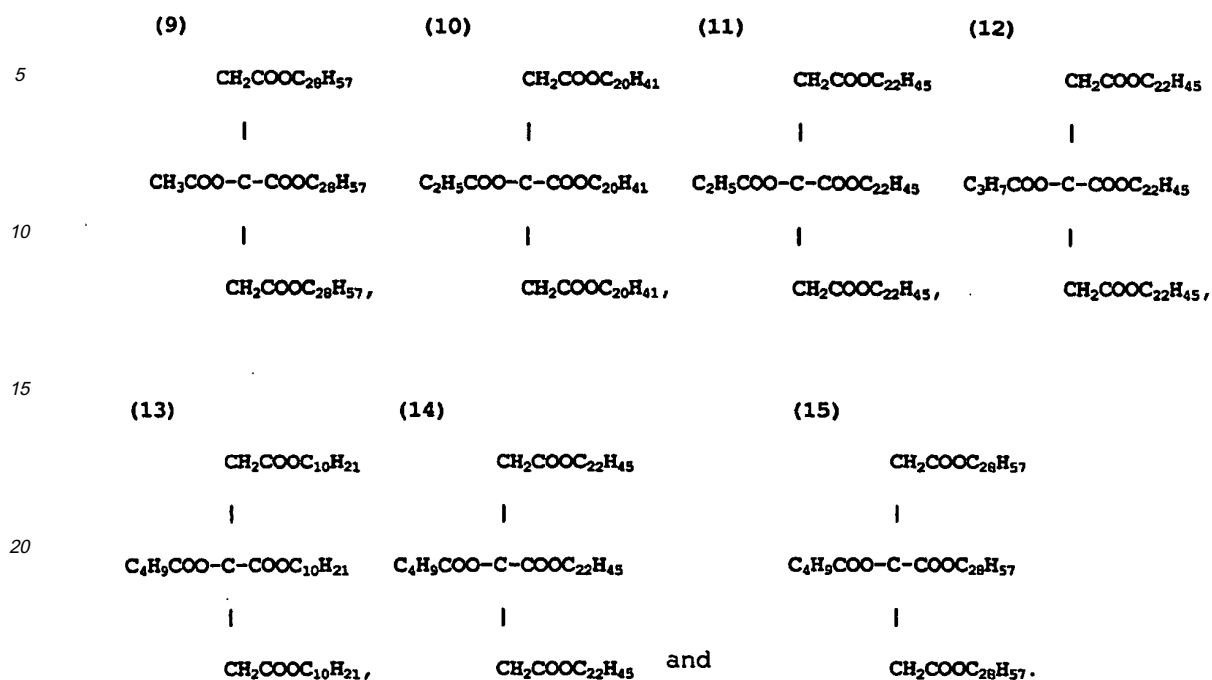 (9) (10) (11) (12)
5 CH₂COOC₂₈H₅₇ CH₂COOC₂₀H₄₁ CH₂COOC₂₂H₄₅ CH₂COOC₂₂H₄₅
| | | |
CH₃COO-C-COOC₂₈H₅₇ C₂H₅COO-C-COOC₂₀H₄₁ C₂H₅COO-C-COOC₂₂H₄₅ C₃H₇COO-C-COOC₂₂H₄₅
10 | | | |
CH₂COOC₂₈H₅₇, CH₂COOC₂₀H₄₁, CH₂COOC₂₂H₄₅, CH₂COOC₂₂H₄₅,
15
(13) (14) (15)
CH₂COOC₁₀H₂₁ CH₂COOC₂₂H₄₅ CH₂COOC₂₈H₅₇
| | |
20 C₄H₉COO-C-COOC₁₀H₂₁ C₄H₉COO-C-COOC₂₂H₄₅ C₄H₉COO-C-COOC₂₈H₅₇
| | |
CH₂COOC₁₀H₂₁, CH₂COOC₂₂H₄₅ and CH₂COOC₂₈H₅₇.